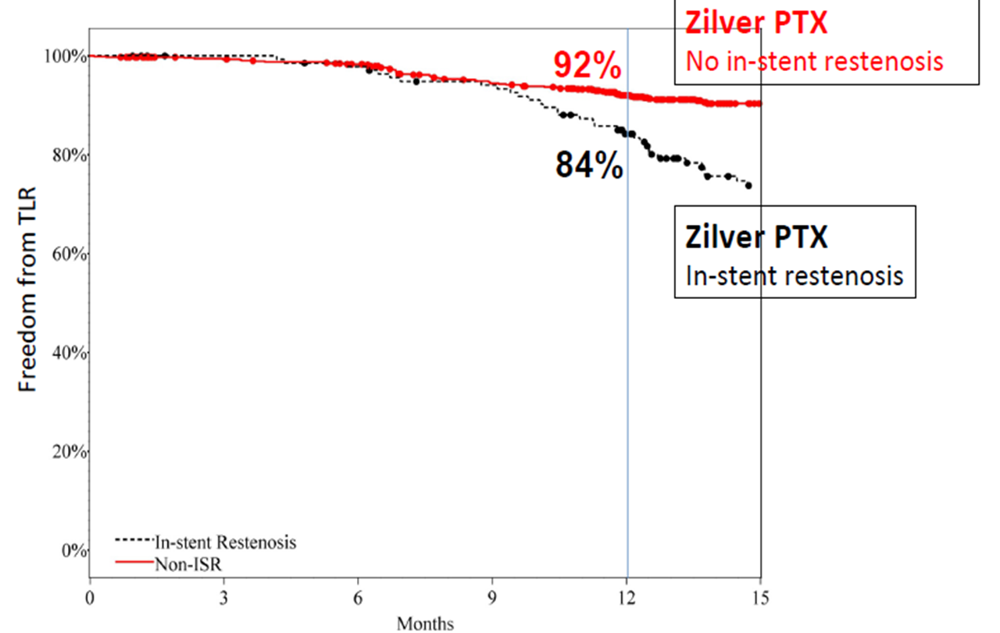 Zilver PTX
No in-stent restenosis
100%
92%
80%
84%
Zilver PTX
In-stent restenosis
60%
40%
20%
0%
Freedom from TLR
In-stent Restenosis
Non-ISR
0 3 6 9 12 15
Months